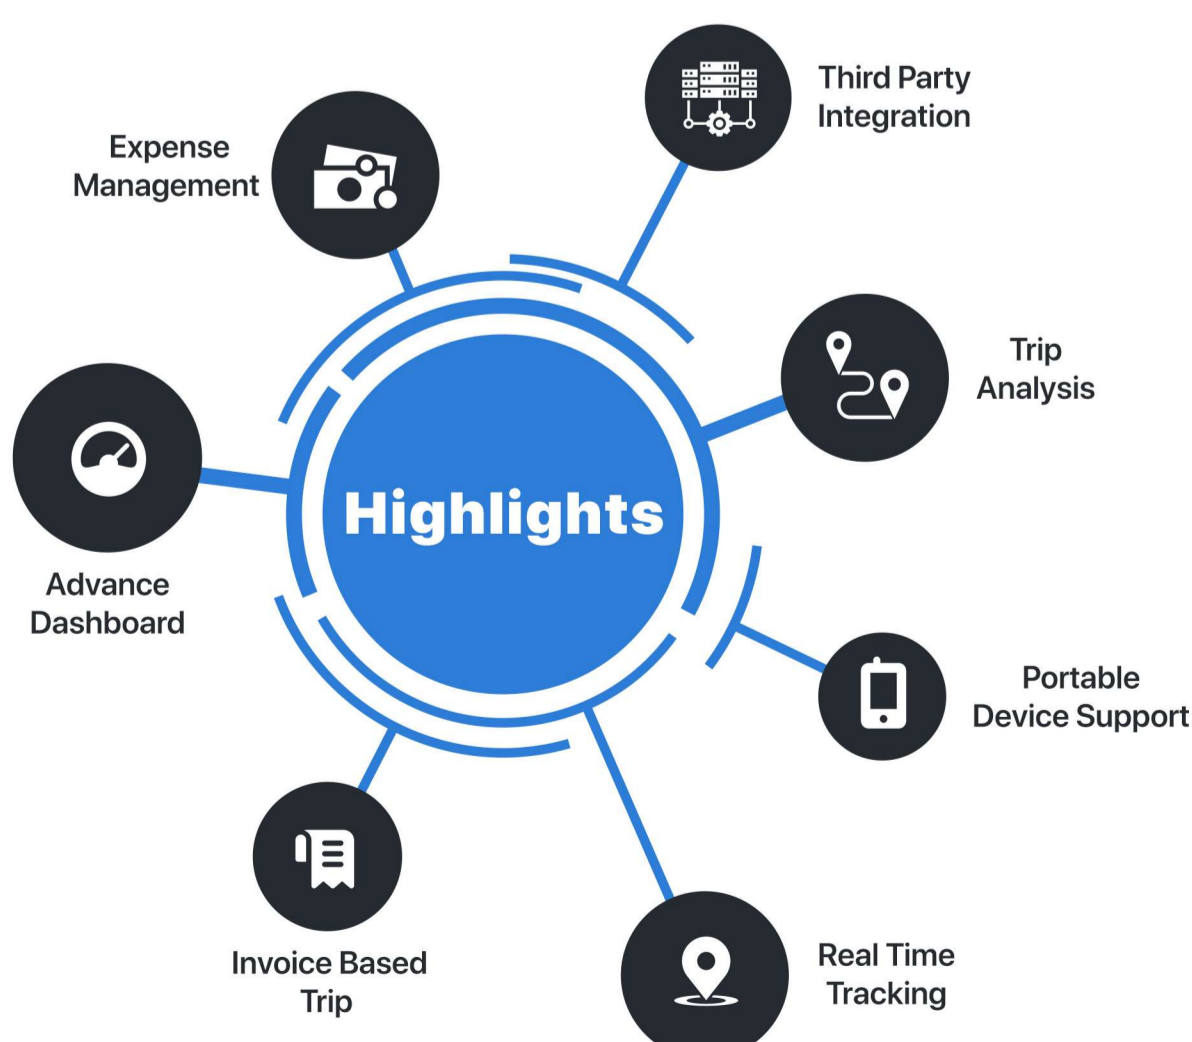 Third Party
Integration
Expense
Management
Trip
Analysis
Highlights
Advance
Dashboard
Portable
Device Support
Invoice Based
Trip
Real Time
Tracking